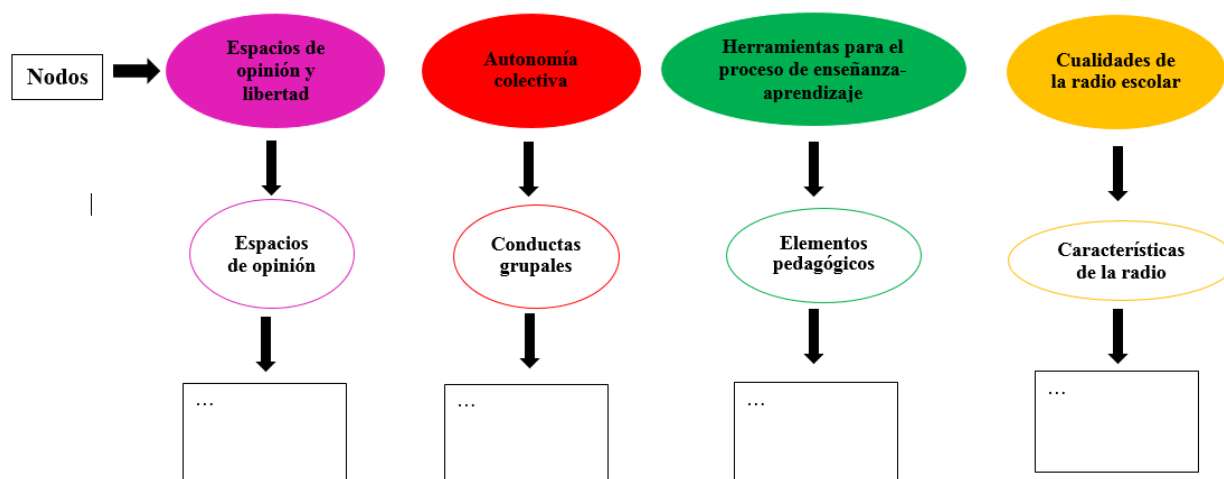 Nodos
Espacios de
opinión y
libertad
Autonomía
colectiva
Herramientas para el
proceso de enseñanza-
aprendizaje
Cualidades de
la radio escolar
Espacios
de opinión
Conductas
grupales
Elementos
pedagógicos
Características
de la radio
…
…
…
…